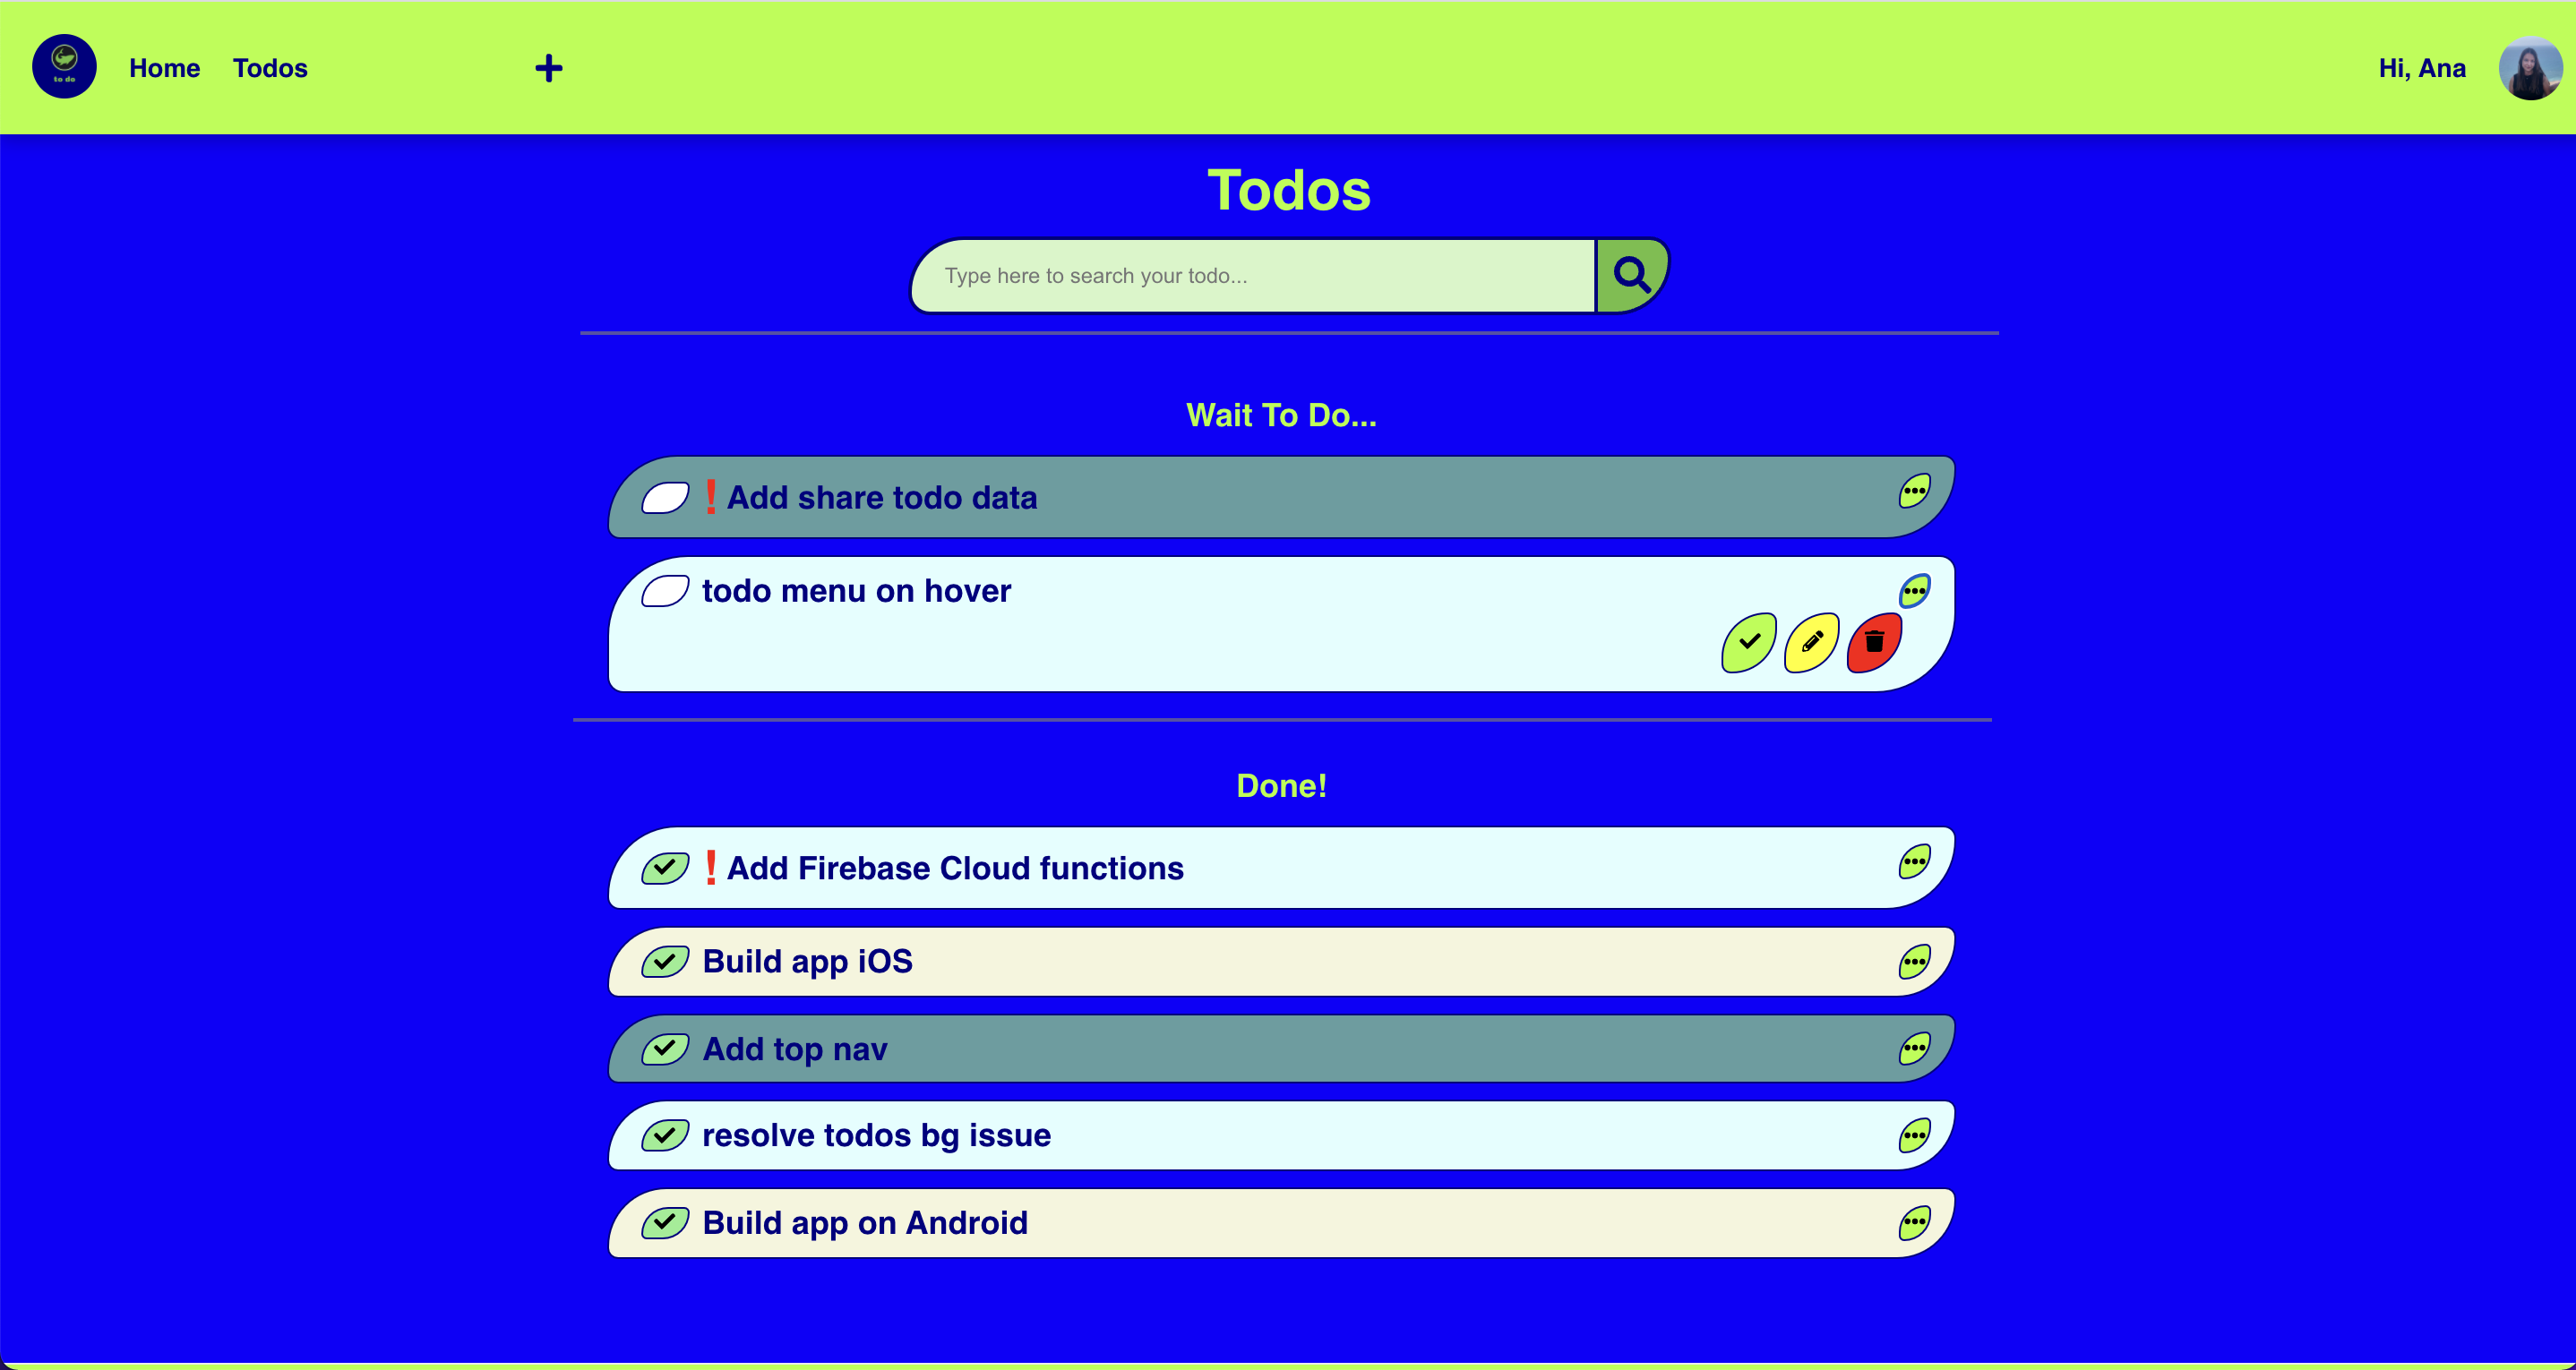 to do
Home Todos
Hi, Ana
Todos
Type here to search your todo...
Wait To Do...
❗Add share todo data
todo menu on hover
Done!
❗Add Firebase Cloud functions
Build app iOS
Add top nav
resolve todos bg issue
Build app on Android